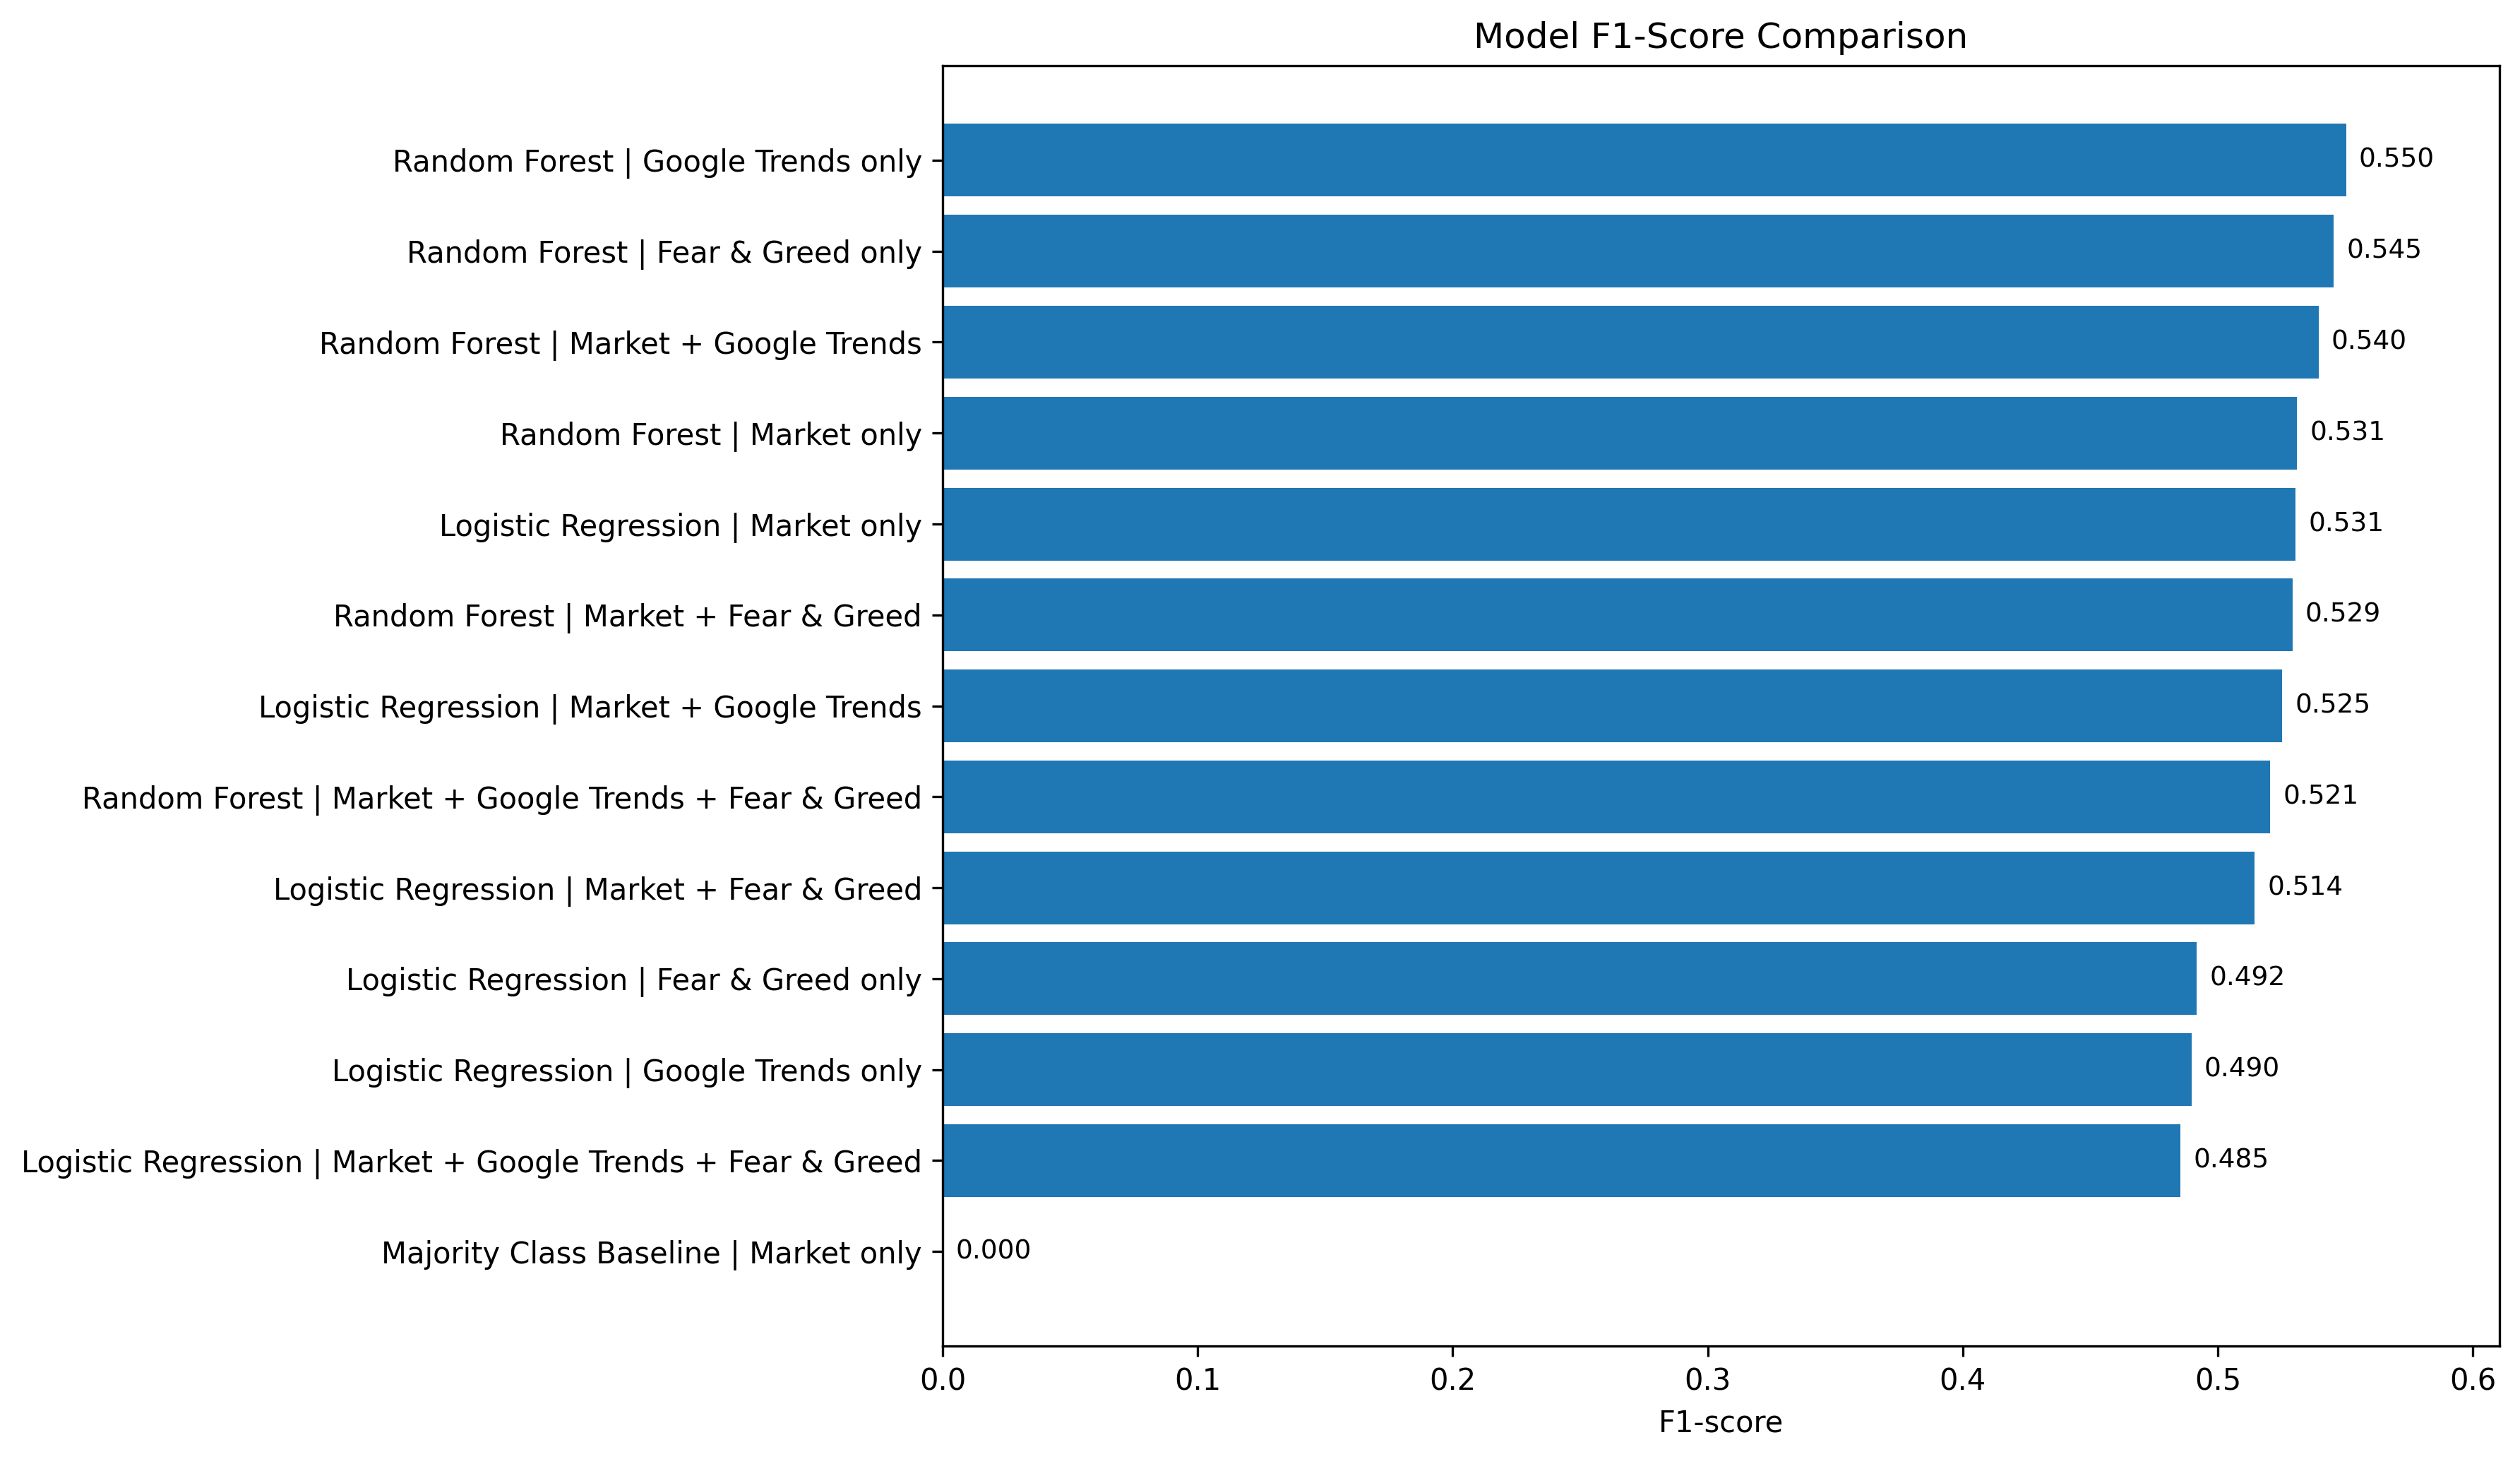 Model F1-Score Comparison
Random Forest | Google Trends only 0.550
Random Forest | Fear & Greed only 0.545
Random Forest | Market + Google Trends 0.540
Random Forest | Market only 0.531
Logistic Regression | Market only 0.531
Random Forest | Market + Fear & Greed 0.529
Logistic Regression | Market + Google Trends 0.525
Random Forest | Market + Google Trends + Fear & Greed 0.521
Logistic Regression | Market + Fear & Greed 0.514
Logistic Regression | Fear & Greed only 0.492
Logistic Regression | Google Trends only 0.490
Logistic Regression | Market + Google Trends + Fear & Greed 0.485
Majority Class Baseline | Market only 0.000
0.0 0.1 0.2 0.3 0.4 0.5 0.6
F1-score